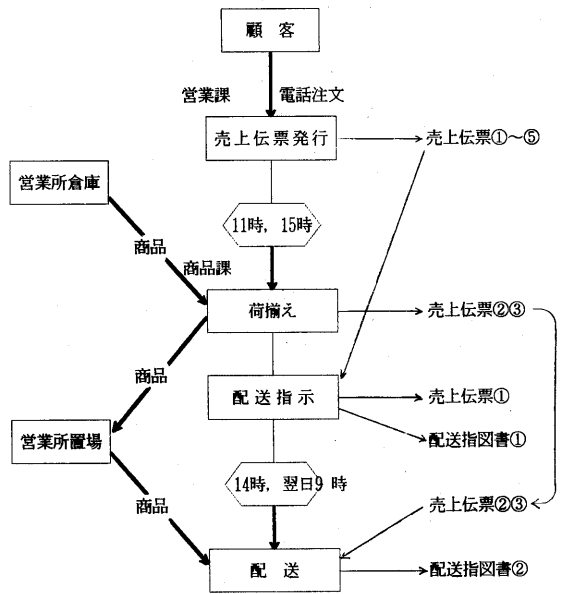 顧 客
営業課
電話注文
売上伝票発行
売上伝票①～⑤
営業所倉庫
11時，15時
商品
商品課
荷揃え
売上伝票②③
商品
配送指示
売上伝票①
配送指図書①
営業所置場
14時，翌日9 時
商品
売上伝票②③
配 送
配送指図書②